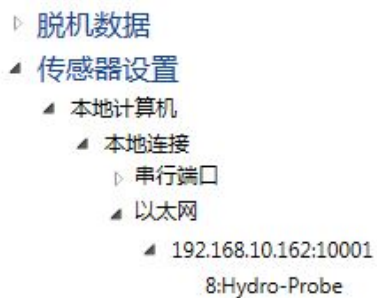 脱机数据
传感器设置
本地计算机
本地连接
串行端口
以太网
192.168.10.162:10001
8:Hydro-Probe